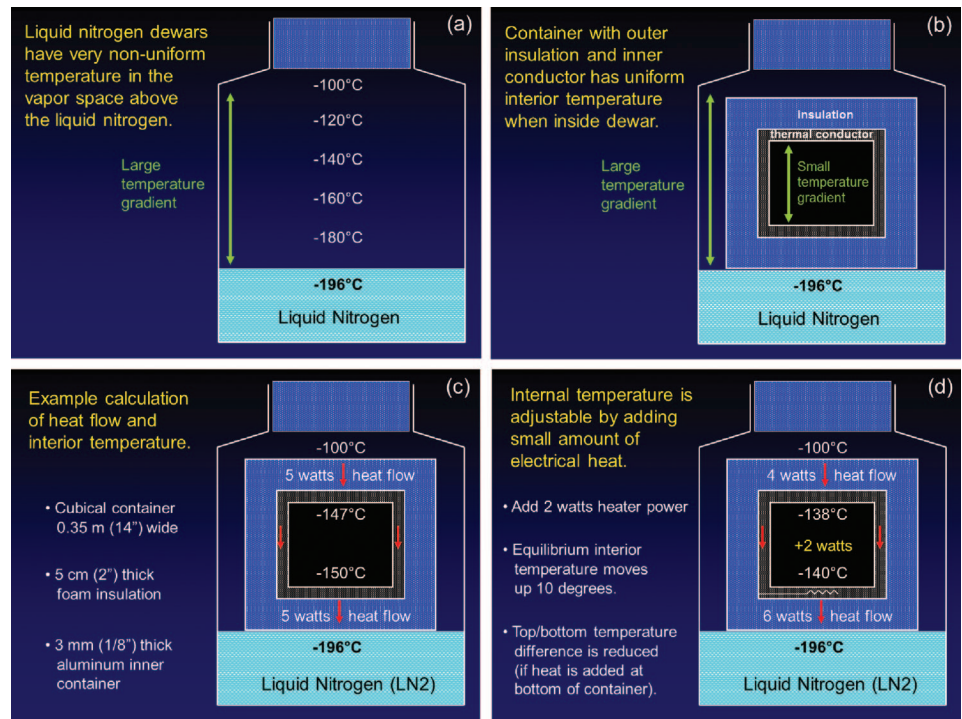 (a)
Liquid nitrogen dewars
have very non-uniform
temperature in the
vapor space above
the liquid nitrogen.
Large
temperature
gradient
-100°C
-120°C
-140°C
-160°C
-180°C
-196°C
Liquid Nitrogen
(b)
Container with outer
insulation and inner
conductor has uniform
interior temperature
when inside dewar.
Large
temperature
gradient
Insulation
thermal conductor
Small
temperature
gradient
-196°C
Liquid Nitrogen
(c)
Example calculation
of heat flow and
interior temperature.
• Cubical container
0.35 m (14”) wide
• 5 cm (2”) thick
foam insulation
• 3 mm (1/8”) thick
aluminum inner
container
-100°C
5 watts heat flow
-147°C
-150°C
5 watts heat flow
-196°C
Liquid Nitrogen (LN2)
(d)
Internal temperature is
adjustable by adding
small amount of
electrical heat.
• Add 2 watts heater power
• Equilibrium interior
temperature moves
up 10 degrees.
• Top/bottom temperature
difference is reduced
(if heat is added at
bottom of container).
-100°C
4 watts heat flow
-138°C
+2 watts
-140°C
6 watts heat flow
-196°C
Liquid Nitrogen (LN2)